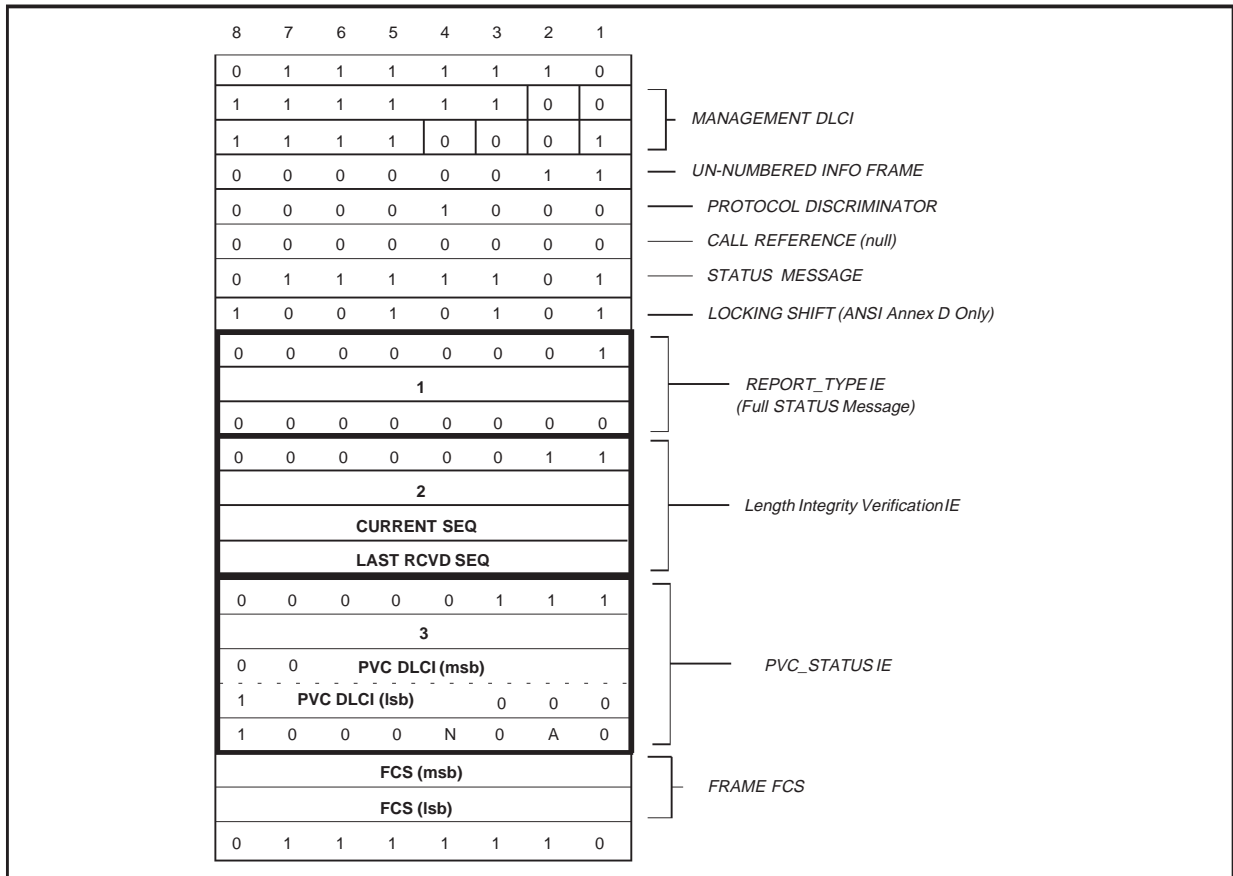 8 7 6 5 4 3 2 1
0 1 1 1 1 1 1 0
1 1 1 1 1 1 0 0
MANAGEMENT DLCI
1 1 1 1 0 0 0 1
0 0 0 0 0 0 1 1 UN-NUMBERED INFO FRAME
0 0 0 0 1 0 0 0 PROTOCOL DISCRIMINATOR
0 0 0 0 0 0 0 0 CALL REFERENCE (null)
0 1 1 1 1 1 0 1 STATUS MESSAGE
1 0 0 1 0 1 0 1 LOCKING SHIFT (ANSI Annex D Only)
0 0 0 0 0 0 0 1
1 REPORT_TYPE IE
(Full STATUS Message)
0 0 0 0 0 0 0 0
0 0 0 0 0 0 1 1
2
Length Integrity Verification IE
CURRENT SEQ
LAST RCVD SEQ
0 0 0 0 0 1 1 1
3
0 0 PVC DLCI (msb) PVC_STATUS IE
1 PVC DLCI (lsb) 0 0 0
1 0 0 0 N 0 A 0
FCS (msb)
FRAME FCS
FCS (lsb)
0 1 1 1 1 1 1 0